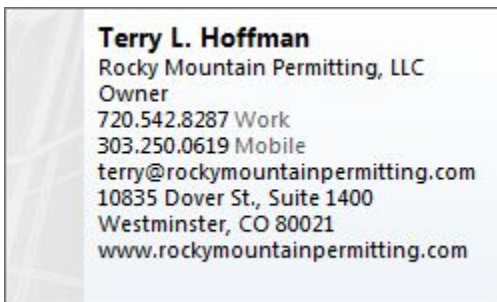 Terry L. Hoffman
Rocky Mountain Permitting, LLC
Owner
720.542.8287 Work
303.250.0619 Mobile
terry@rockymountainpermitting.com
10835 Dover St., Suite 1400
Westminster, CO 80021
www.rockymountainpermitting.com